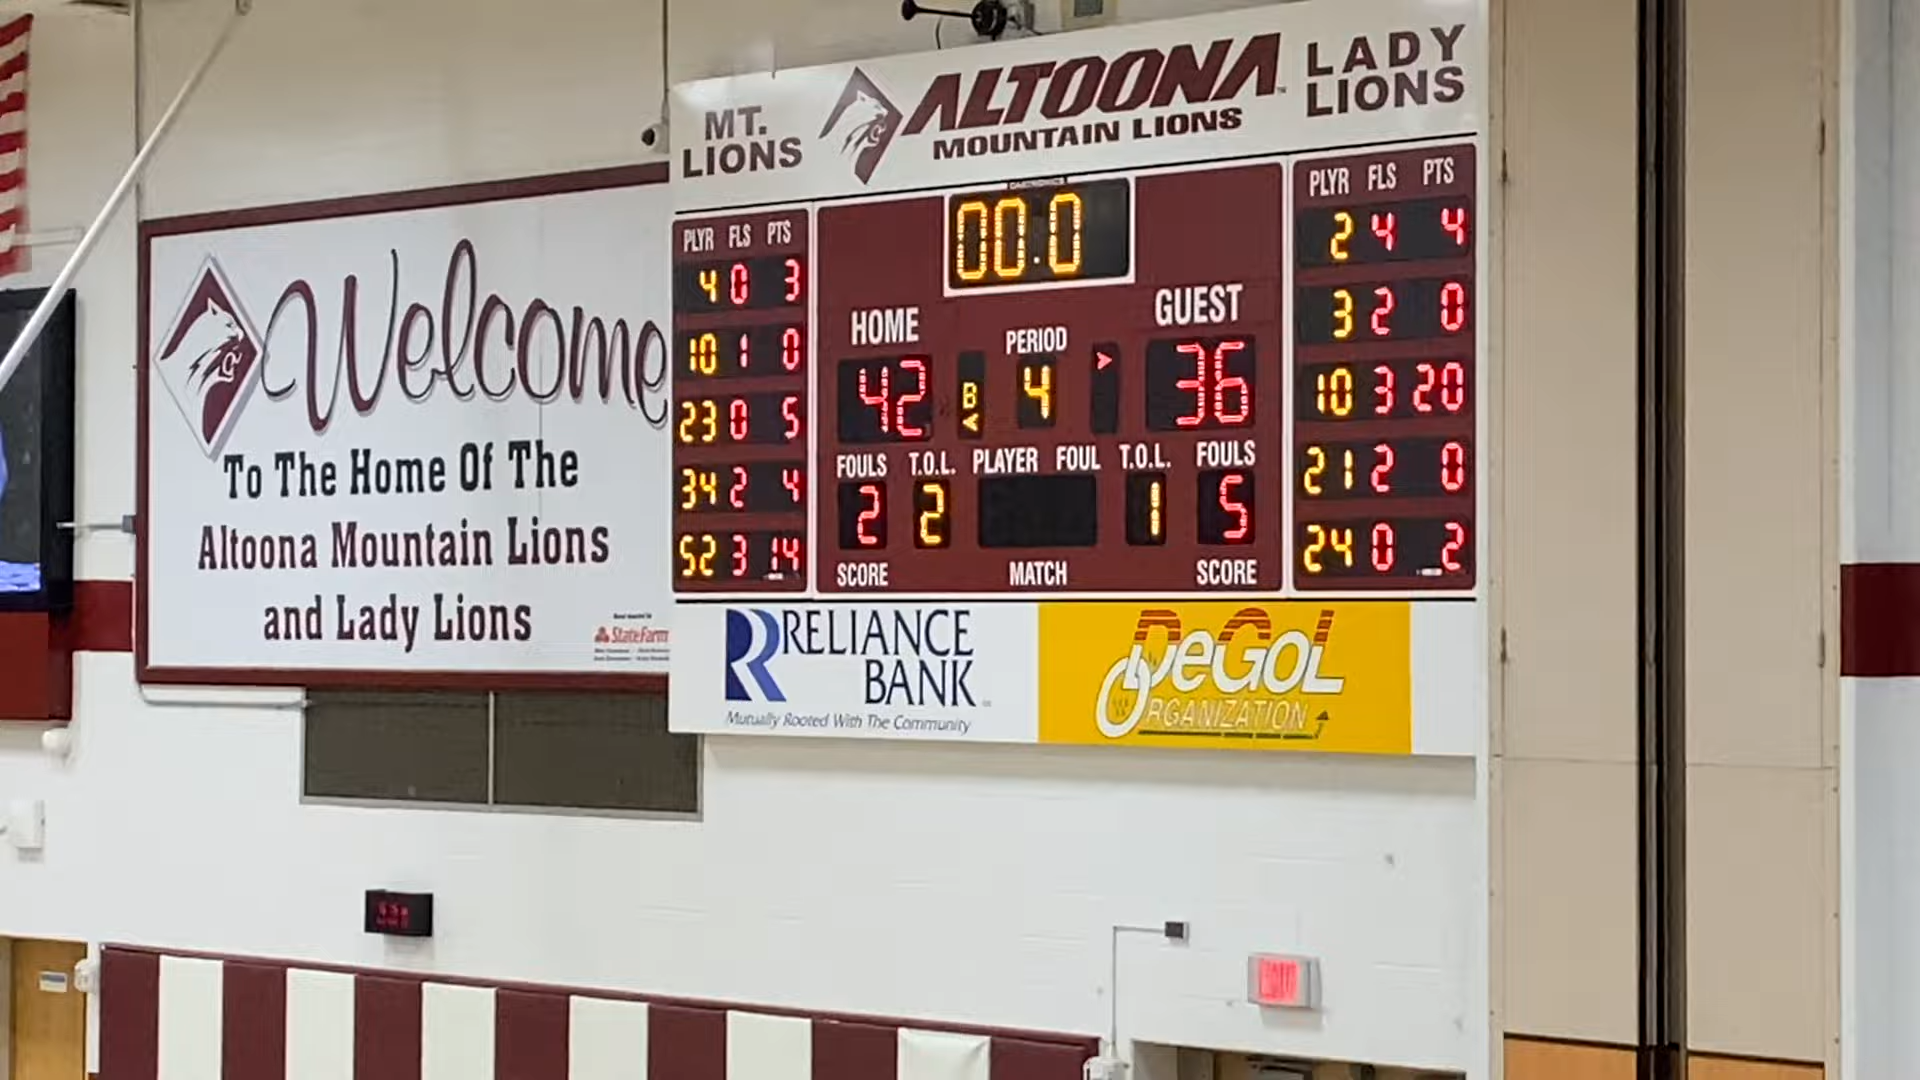 Welcome
To The Home Of The
Altoona Mountain Lions
and Lady Lions
StateFarm
MT.
LIONS
ALTOONA
MOUNTAIN LIONS
LADY
LIONS
DAKTRONICS
00.0
PLYR FLS PTS
4 0 3
10 1 0
23 0 5
34 2 4
52 3 14
HOME
42
B
PERIOD
4
GUEST
36
FOULS T.O.L. PLAYER FOUL T.O.L. FOULS
2 2 1 5
SCORE MATCH SCORE
PLYR FLS PTS
2 4 4
3 2 0
10 3 20
21 2 0
24 0 2
RELIANCE
BANK
Mutually Rooted With The Community
DeGOL
ORGANIZATION
EXIT